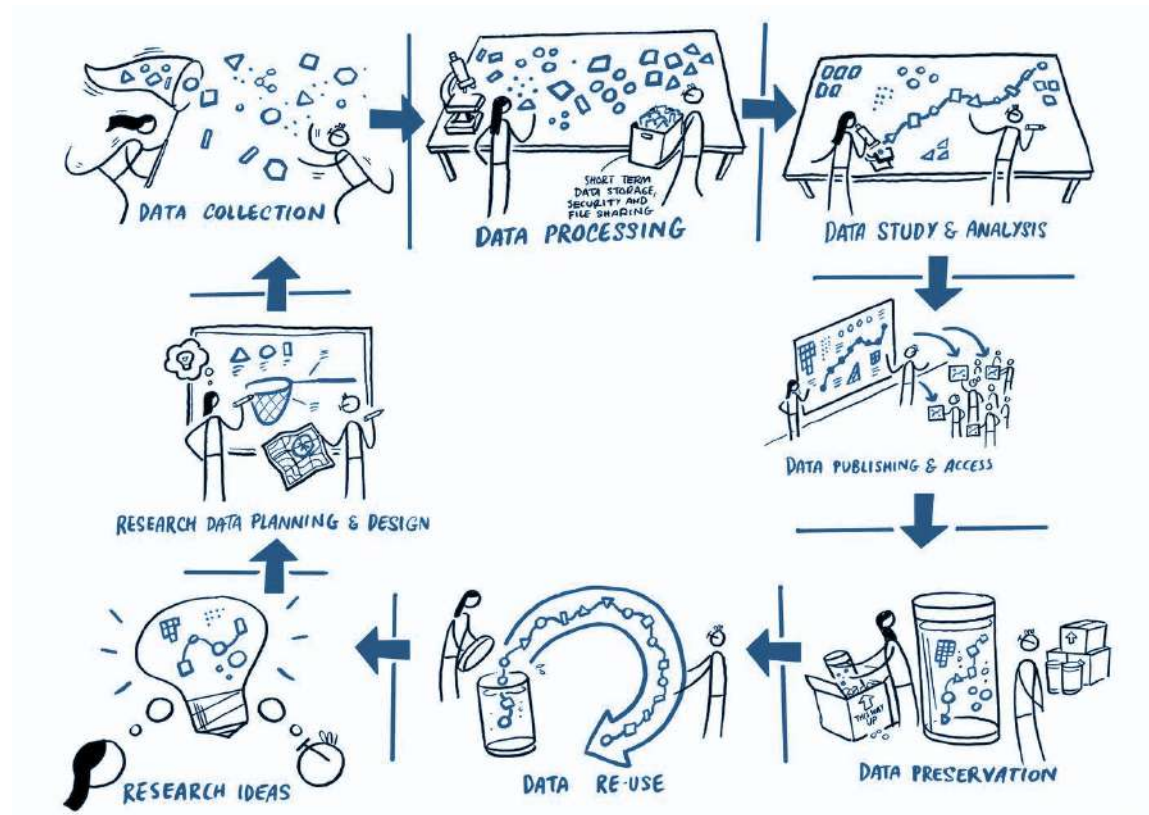 DATA COLLECTION
SHORT TERM
DATA STORAGE,
SECURITY AND
FILE SHARING
DATA PROCESSING
DATA STUDY & ANALYSIS
RESEARCH DATA PLANNING & DESIGN
DATA PUBLISHING & ACCESS
RESEARCH IDEAS
DATA RE-USE
THIS WAY
UP
DATA PRESERVATION